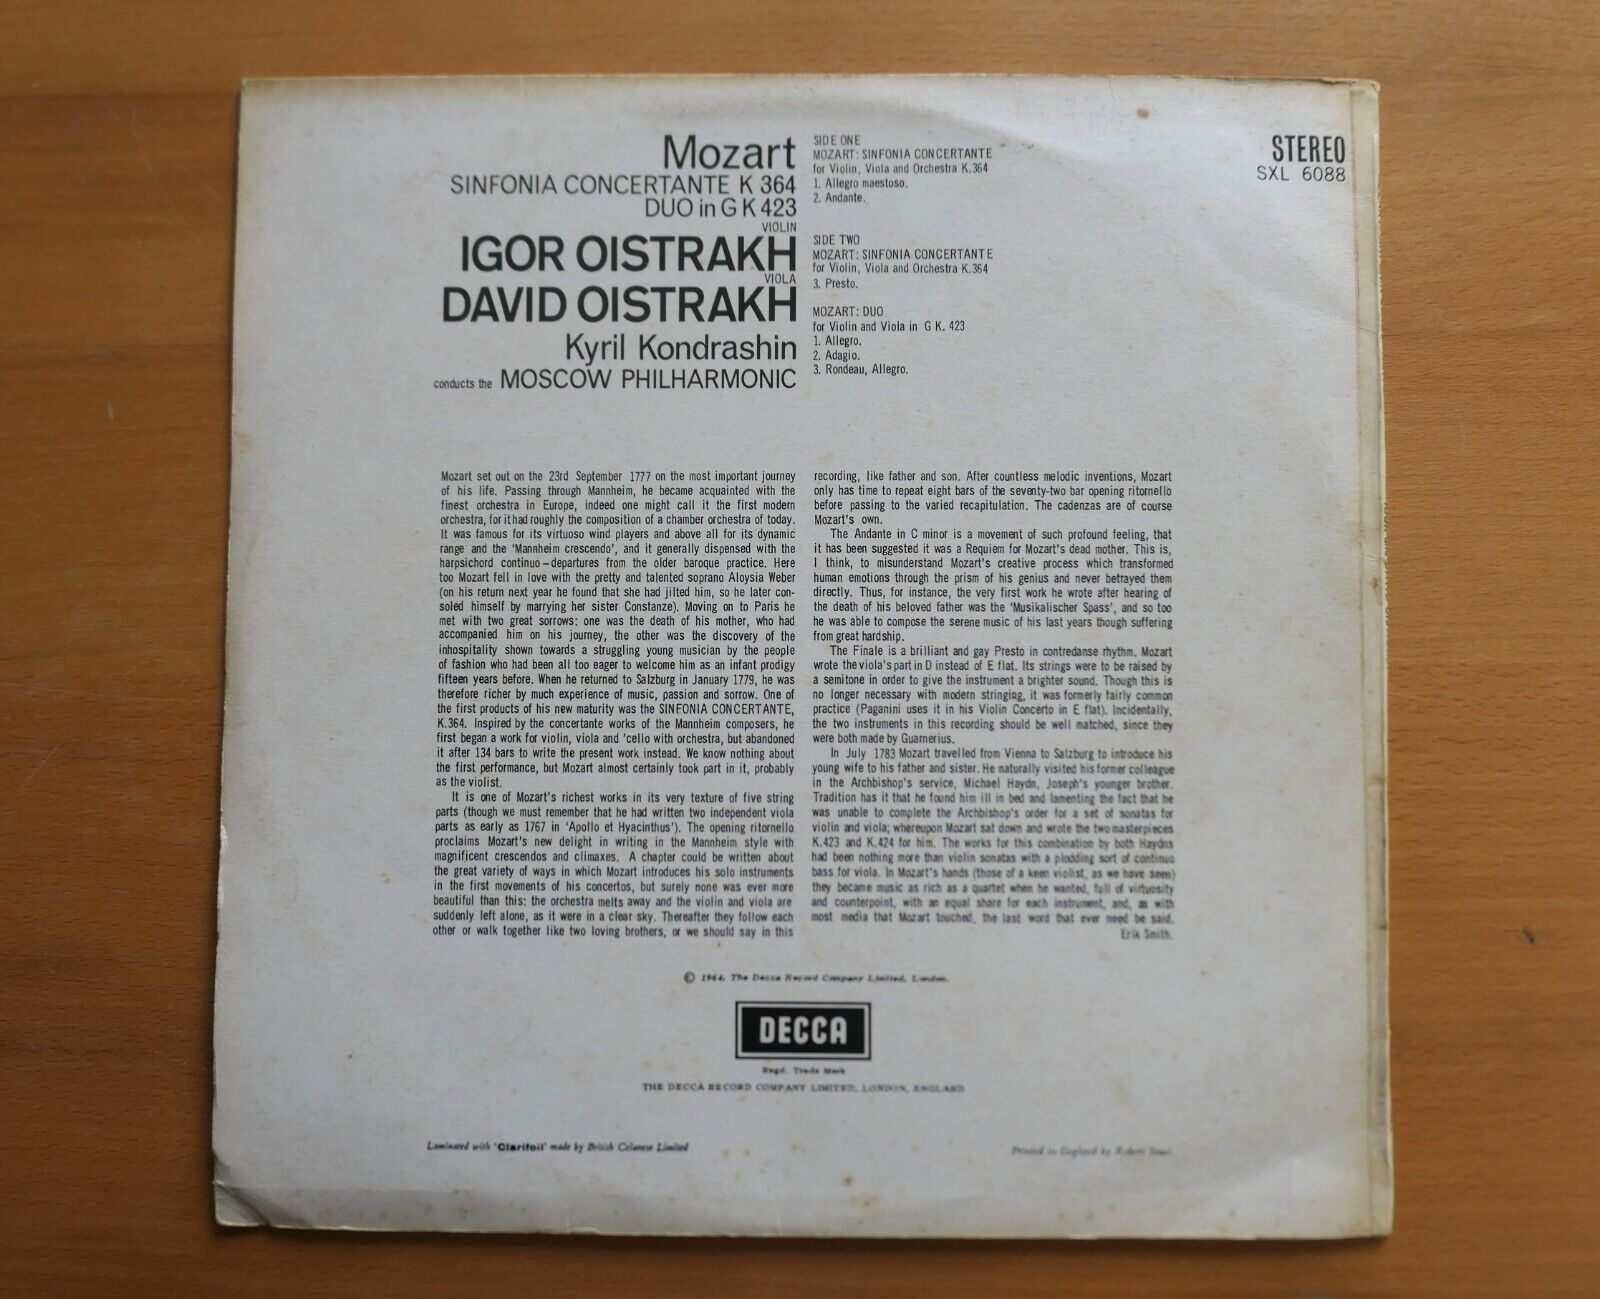 Mozart
SINFONIA CONCERTANTE K 364
DUO in G K 423
VIOLIN
IGOR OISTRAKH
VIOLA
DAVID OISTRAKH
Kyril Kondrashin
conducts the MOSCOW PHILHARMONIC
SIDE ONE
MOZART: SINFONIA CONCERTANTE
for Violin, Viola and Orchestra K.364
1. Allegro maestoso.
2. Andante.
SIDE TWO
MOZART: SINFONIA CONCERTANTE
for Violin, Viola and Orchestra K.364
3. Presto.
MOZART: DUO
for Violin and Viola in G K. 423
1. Allegro.
2. Adagio.
3. Rondeau, Allegro.
STEREO
SXL 6088
Mozart set out on the 23rd September 1777 on the most important journey
of his life. Passing through Mannheim, he became acquainted with the
finest orchestra in Europe, indeed one might call it the first modern
orchestra, for it had roughly the composition of a chamber orchestra of today.
It was famous for its virtuoso wind players and above all for its dynamic
range and the 'Mannheim crescendo', and it generally dispensed with the
harpsichord continuo – departures from the older baroque practice. Here
too Mozart fell in love with the pretty and talented soprano Aloysia Weber
(on his return next year he found that she had jilted him, so he later con-
soled himself by marrying her sister Constanze). Moving on to Paris he
met with two great sorrows: one was the death of his mother, who had
accompanied him on his journey, the other was the discovery of the
inhospitality shown towards a struggling young musician by the people
of fashion who had been all too eager to welcome him as an infant prodigy
fifteen years before. When he returned to Salzburg in January 1779, he was
therefore richer by much experience of music, passion and sorrow. One of
the first products of his new maturity was the SINFONIA CONCERTANTE,
K.364. Inspired by the concertante works of the Mannheim composers, he
first began a work for violin, viola and 'cello with orchestra, but abandoned
it after 134 bars to write the present work instead. We know nothing about
the first performance, but Mozart almost certainly took part in it, probably
as the violist.
It is one of Mozart's richest works in its very texture of five string
parts (though we must remember that he had written two independent viola
parts as early as 1767 in 'Apollo et Hyacinthus'). The opening ritornello
proclaims Mozart's new delight in writing in the Mannheim style with
magnificent crescendos and climaxes. A chapter could be written about
the great variety of ways in which Mozart introduces his solo instruments
in the first movements of his concertos, but surely none was ever more
beautiful than this: the orchestra melts away and the violin and viola are
suddenly left alone, as it were in a clear sky. Thereafter they follow each
other or walk together like two loving brothers, or we should say in this
recording, like father and son. After countless melodic inventions, Mozart
only has time to repeat eight bars of the seventy-two bar opening ritornello
before passing to the varied recapitulation. The cadenzas are of course
Mozart's own.
The Andante in C minor is a movement of such profound feeling, that
it has been suggested it was a Requiem for Mozart's dead mother. This is,
I think, to misunderstand Mozart's creative process which transformed
human emotions through the prism of his genius and never betrayed them
directly. Thus, for instance, the very first work he wrote after hearing of
the death of his beloved father was the 'Musikalischer Spass', and so too
he was able to compose the serene music of his last years though suffering
from great hardship.
The Finale is a brilliant and gay Presto in contredanse rhythm. Mozart
wrote the viola's part in D instead of E flat. Its strings were to be raised by
a semitone in order to give the instrument a brighter sound. Though this is
no longer necessary with modern stringing, it was formerly fairly common
practice (Paganini uses it in his Violin Concerto in E flat). Incidentally,
the two instruments in this recording should be well matched, since they
were both made by Guarnerius.
In July 1783 Mozart travelled from Vienna to Salzburg to introduce his
young wife to his father and sister. He naturally visited his former colleague
in the Archbishop's service, Michael Haydn, Joseph's younger brother.
Tradition has it that he found him ill in bed and lamenting the fact that he
was unable to complete the Archbishop's order for a set of sonatas for
violin and viola; whereupon Mozart sat down and wrote the two masterpieces
K.423 and K.424 for him. The works for this combination by both Haydns
had been nothing more than violin sonatas with a plodding sort of continuo
bass for viola. In Mozart's hands (those of a keen violist, as we have seen)
they became music as rich as a quartet when he wanted, full of virtuosity
and counterpoint, with an equal share for each instrument, and, as with
most media that Mozart touched, the last word that ever need be said.
Erik Smith.
© 1964, The Decca Record Company Limited, London.
DECCA
Regd. Trade Mark
THE DECCA RECORD COMPANY LIMITED, LONDON, ENGLAND
Laminated with 'Clarifoil' made by British Celanese Limited
Printed in England by Robert Stace